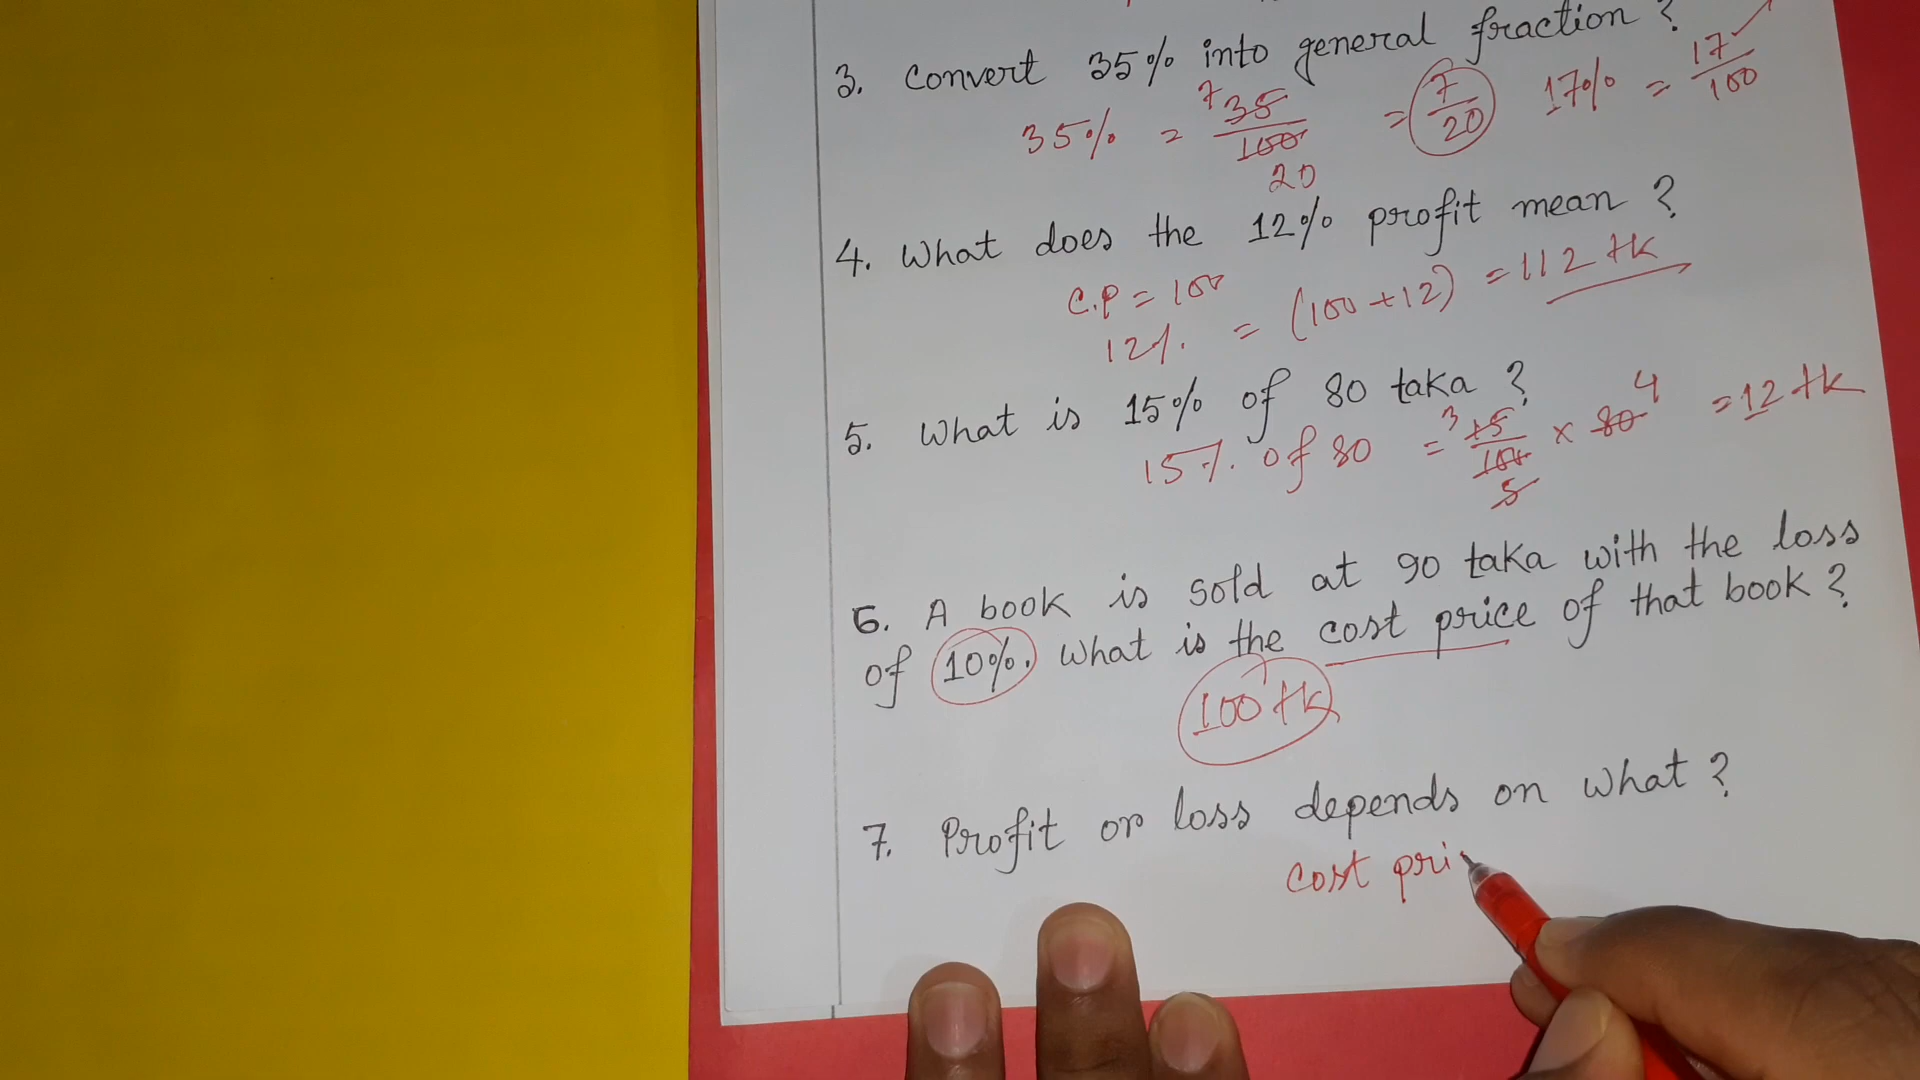 3. Convert 35% into general fraction ?
35% = 7 35/100 20 = 7/20 17% = 17/100
4. What does the 12% profit mean ?
C.P = 100
12% = (100+12) = 112 tk
5. What is 15% of 80 taka ?
15% of 80 = 3 15/100 5 × 80 4 = 12 tk
6. A book is sold at 90 taka with the loss
of 10%. What is the cost price of that book ?
100 tk
7. Profit or loss depends on what ?
cost pri